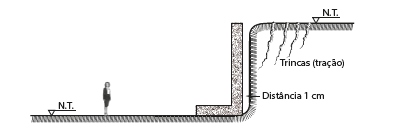 N.T.
Trincas (tração)
Distância 1 cm
N.T.